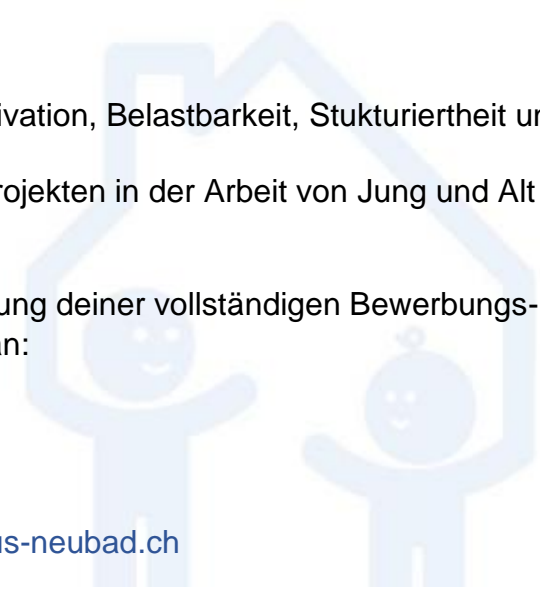 ivation, Belastbarkeit, Stukturiertheit u
rojekten in der Arbeit von Jung und Alt
ung deiner vollständigen Bewerbungs-
an:
us-neubad.ch